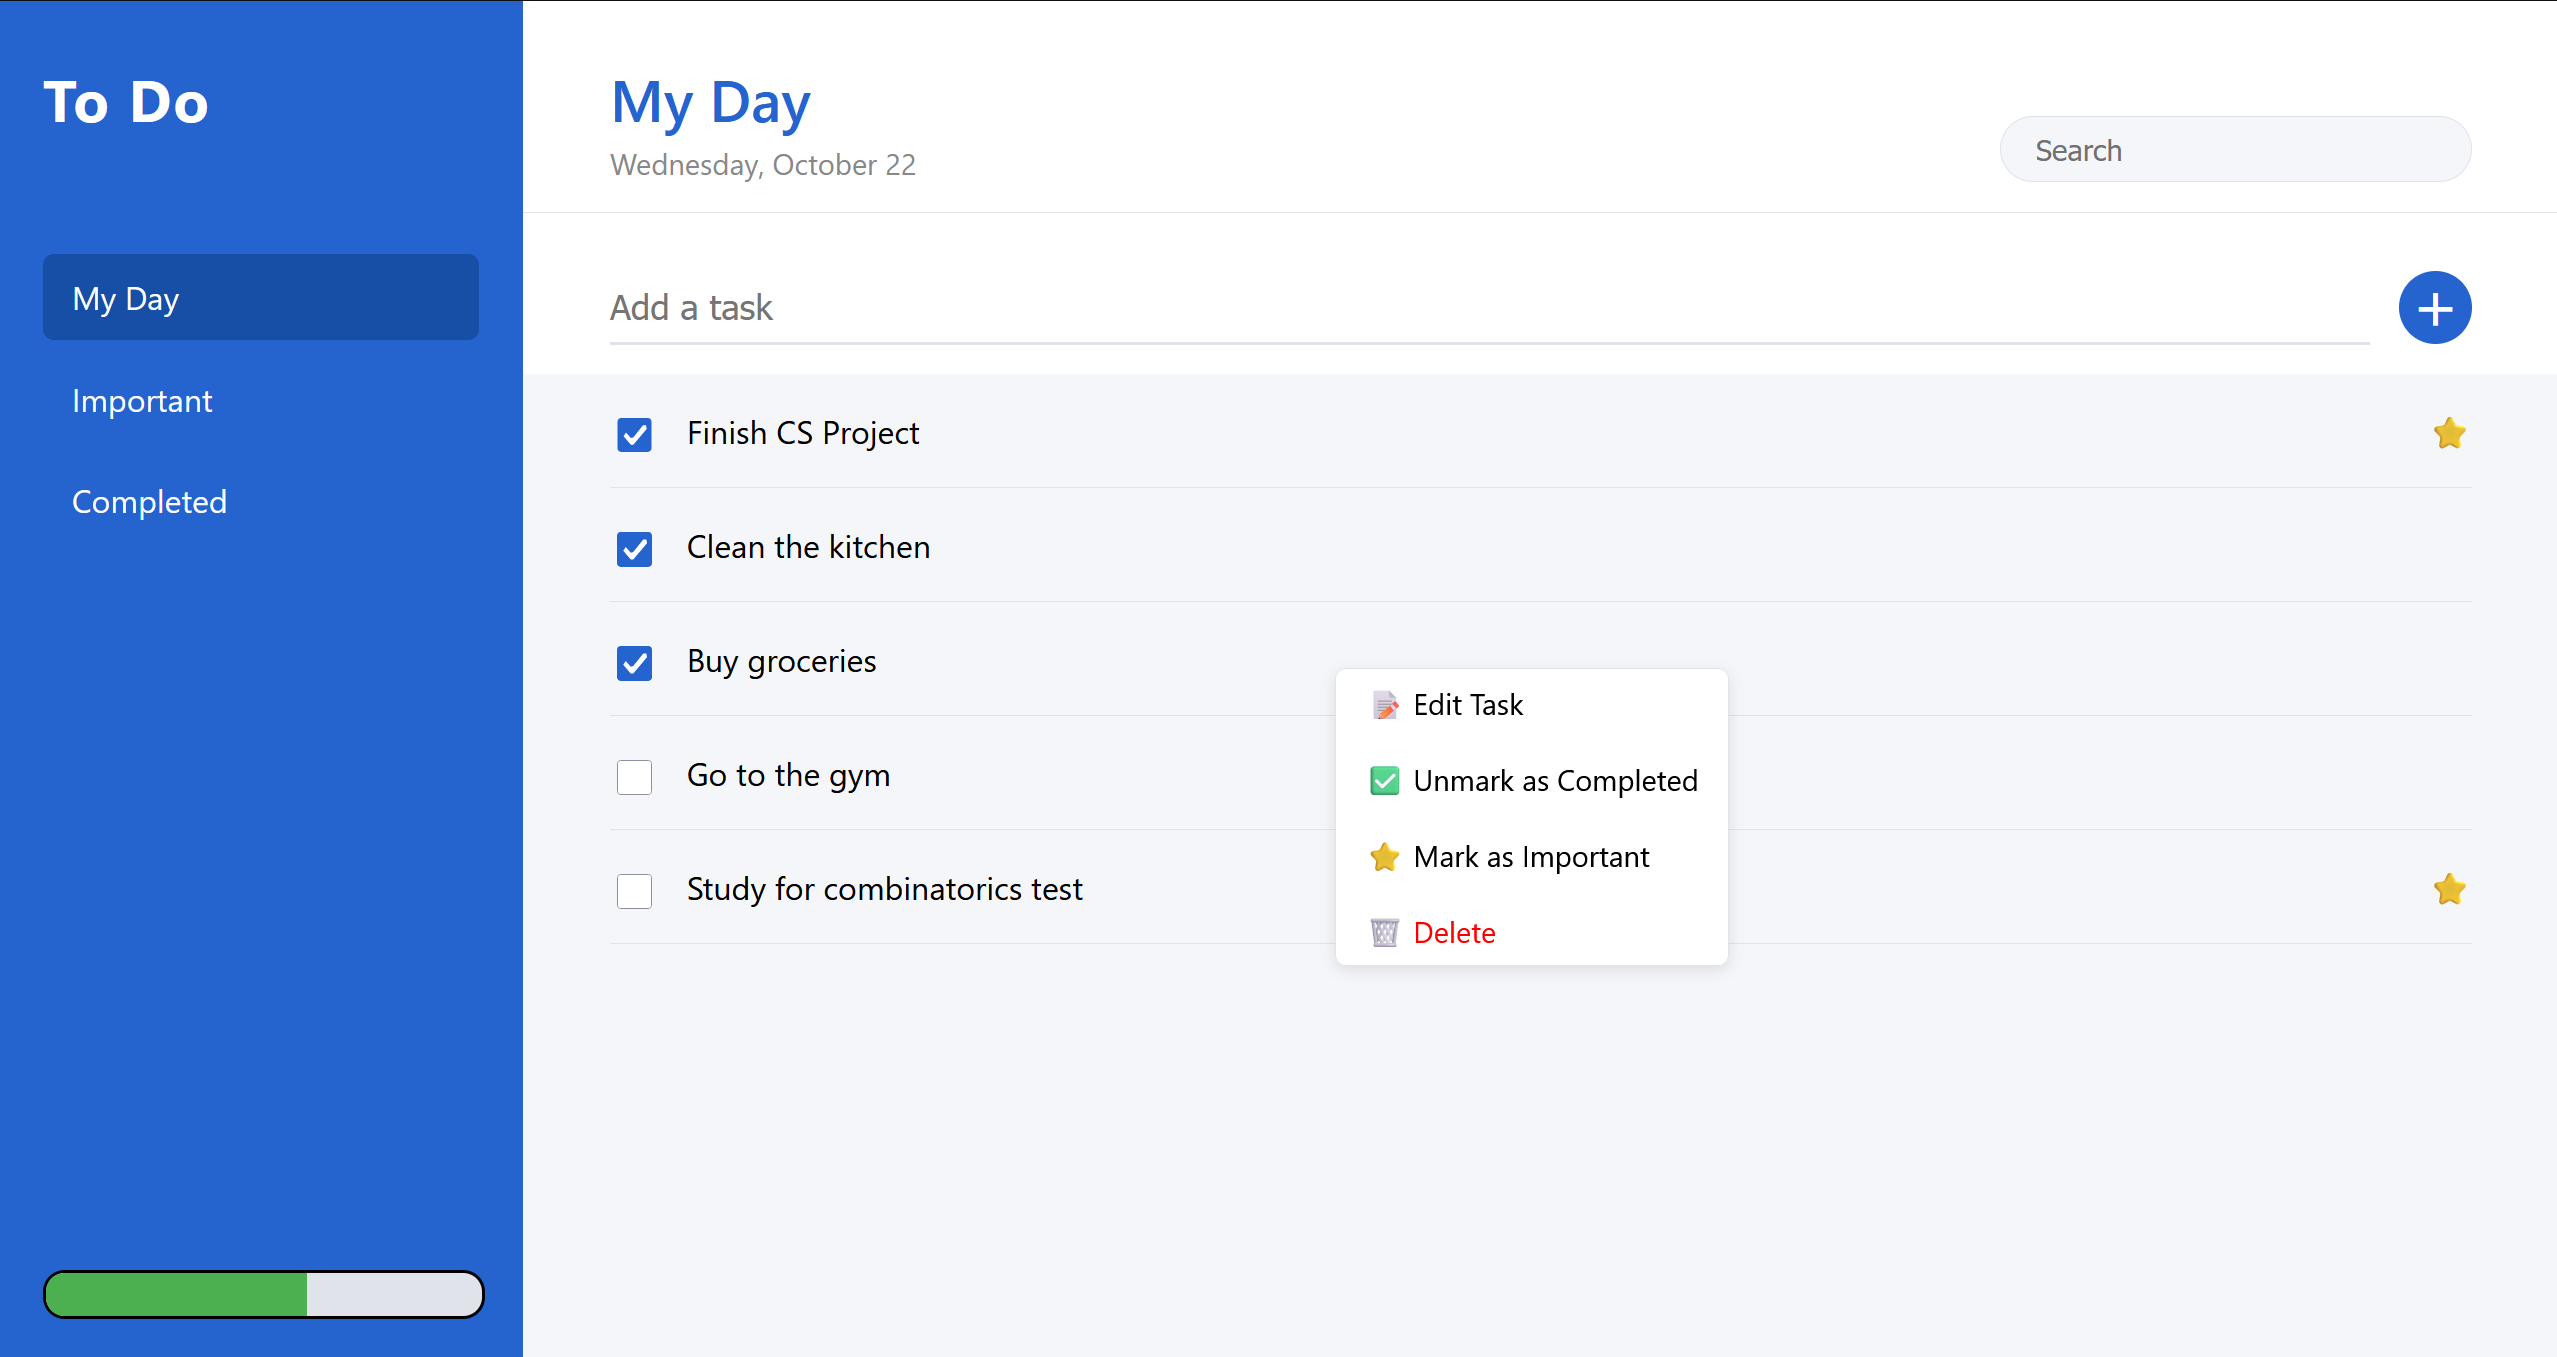 To Do
My Day
Important
Completed
My Day
Wednesday, October 22
Search
Add a task
Finish CS Project
Clean the kitchen
Buy groceries
Go to the gym
Study for combinatorics test
Edit Task
Unmark as Completed
Mark as Important
Delete